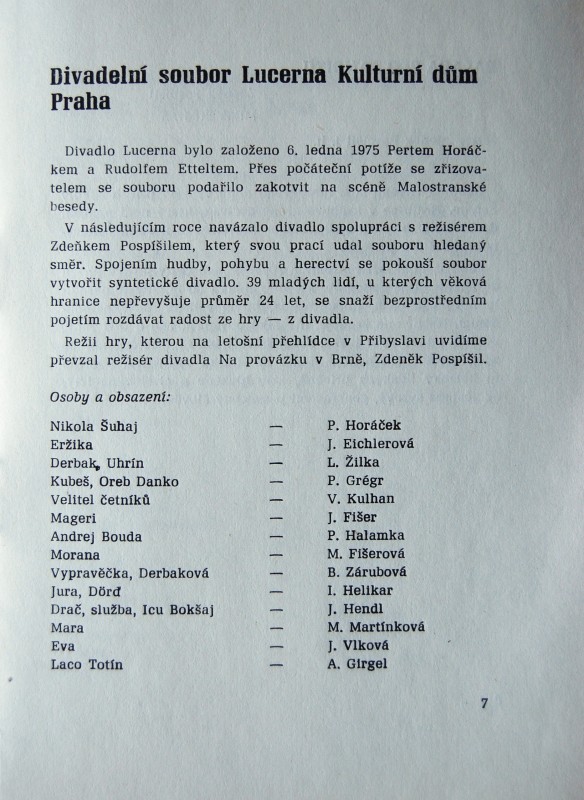 Divadelní soubor Lucerna Kulturní dům
Praha
Divadlo Lucerna bylo založeno 6. ledna 1975 Pertem Horáč-
kem a Rudolfem Etteltem. Přes počáteční potíže se zřizova-
telem se souboru podařilo zakotvit na scéně Malostranské
besedy.
V následujícím roce navázalo divadlo spolupráci s režisérem
Zdeňkem Pospíšilem, který svou prací udal souboru hledaný
směr. Spojením hudby, pohybu a herectví se pokouší soubor
vytvořit syntetické divadlo. 39 mladých lidí, u kterých věková
hranice nepřevyšuje průměr 24 let, se snaží bezprostředním
pojetím rozdávat radost ze hry — z divadla.
Režii hry, kterou na letošní přehlídce v Přibyslavi uvidíme
převzal režisér divadla Na provázku v Brně, Zdeněk Pospíšil.
Osoby a obsazení:
Nikola Šuhaj — P. Horáček
Eržika — J. Eichlerová
Derbak, Uhrín — L. Žilka
Kubeš, Oreb Danko — P. Grégr
Velitel četníků — V. Kulhan
Mageri — J. Fišer
Andrej Bouda — P. Halamka
Morana — M. Fišerová
Vypravěčka, Derbaková — B. Zárubová
Jura, Dörď — I. Helikar
Drač, služba, Icu Bokšaj — J. Hendl
Mara — M. Martínková
Eva — J. Vlková
Laco Totín — A. Girgel
7